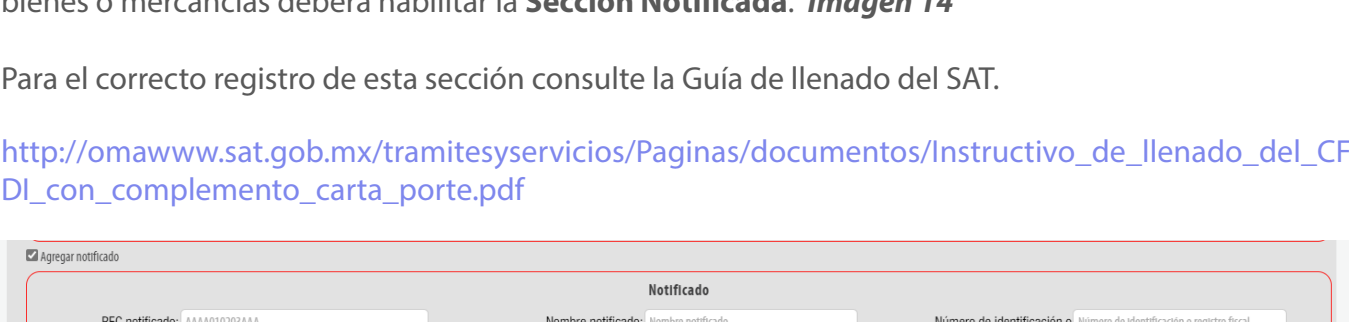 bienes o mercancías deberá habilitar la Sección Notificada. Imagen 14
Para el correcto registro de esta sección consulte la Guía de llenado del SAT.
http://omawww.sat.gob.mx/tramitesyservicios/Paginas/documentos/Instructivo_de_llenado_del_CF
DI_con_complemento_carta_porte.pdf
Agregar notificado
Notificado
RFC notificado: AAAA010203AAA Nombre notificado: Nombre notificado Número de identificación o Número de identificación o registro fiscal